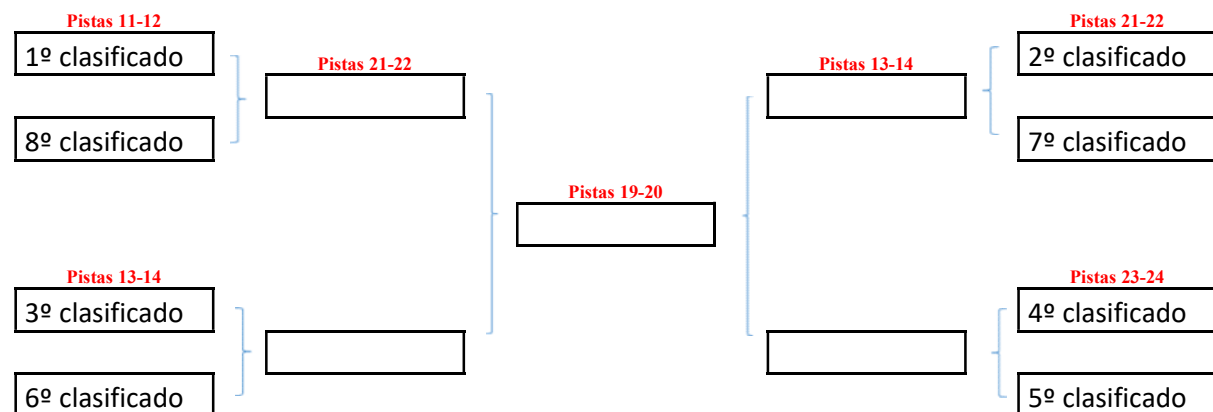 Pistas 11-12
Pistas 21-22
1º clasificado
2º clasificado
Pistas 21-22
Pistas 13-14
8º clasificado
7º clasificado
Pistas 19-20
Pistas 13-14
Pistas 23-24
3º clasificado
4º clasificado
6º clasificado
5º clasificado